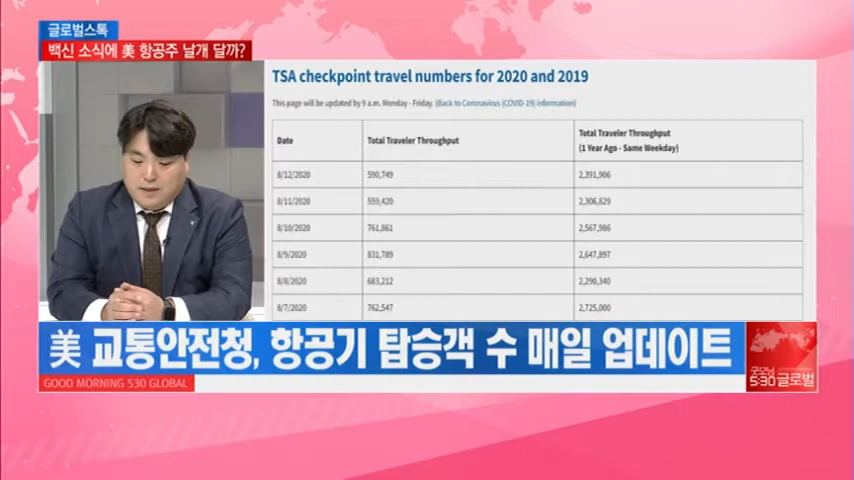 글로벌스톡
백신 소식에 美 항공주 날개 달까?
TSA checkpoint travel numbers for 2020 and 2019
This page will be updated by 9 a.m. Monday - Friday. (Back to Coronavirus (COVID-19) information)
Date Total Traveler Throughput Total Traveler Throughput
(1 Year Ago - Same Weekday)
8/12/2020 590,749 2,391,906
8/11/2020 559,420 2,306,829
8/10/2020 761,861 2,567,986
8/9/2020 831,789 2,647,897
8/8/2020 683,212 2,290,340
8/7/2020 762,547 2,725,000
美 교통안전청, 항공기 탑승객 수 매일 업데이트
굿모닝
5:30 글로벌
GOOD MORNING 530 GLOBAL